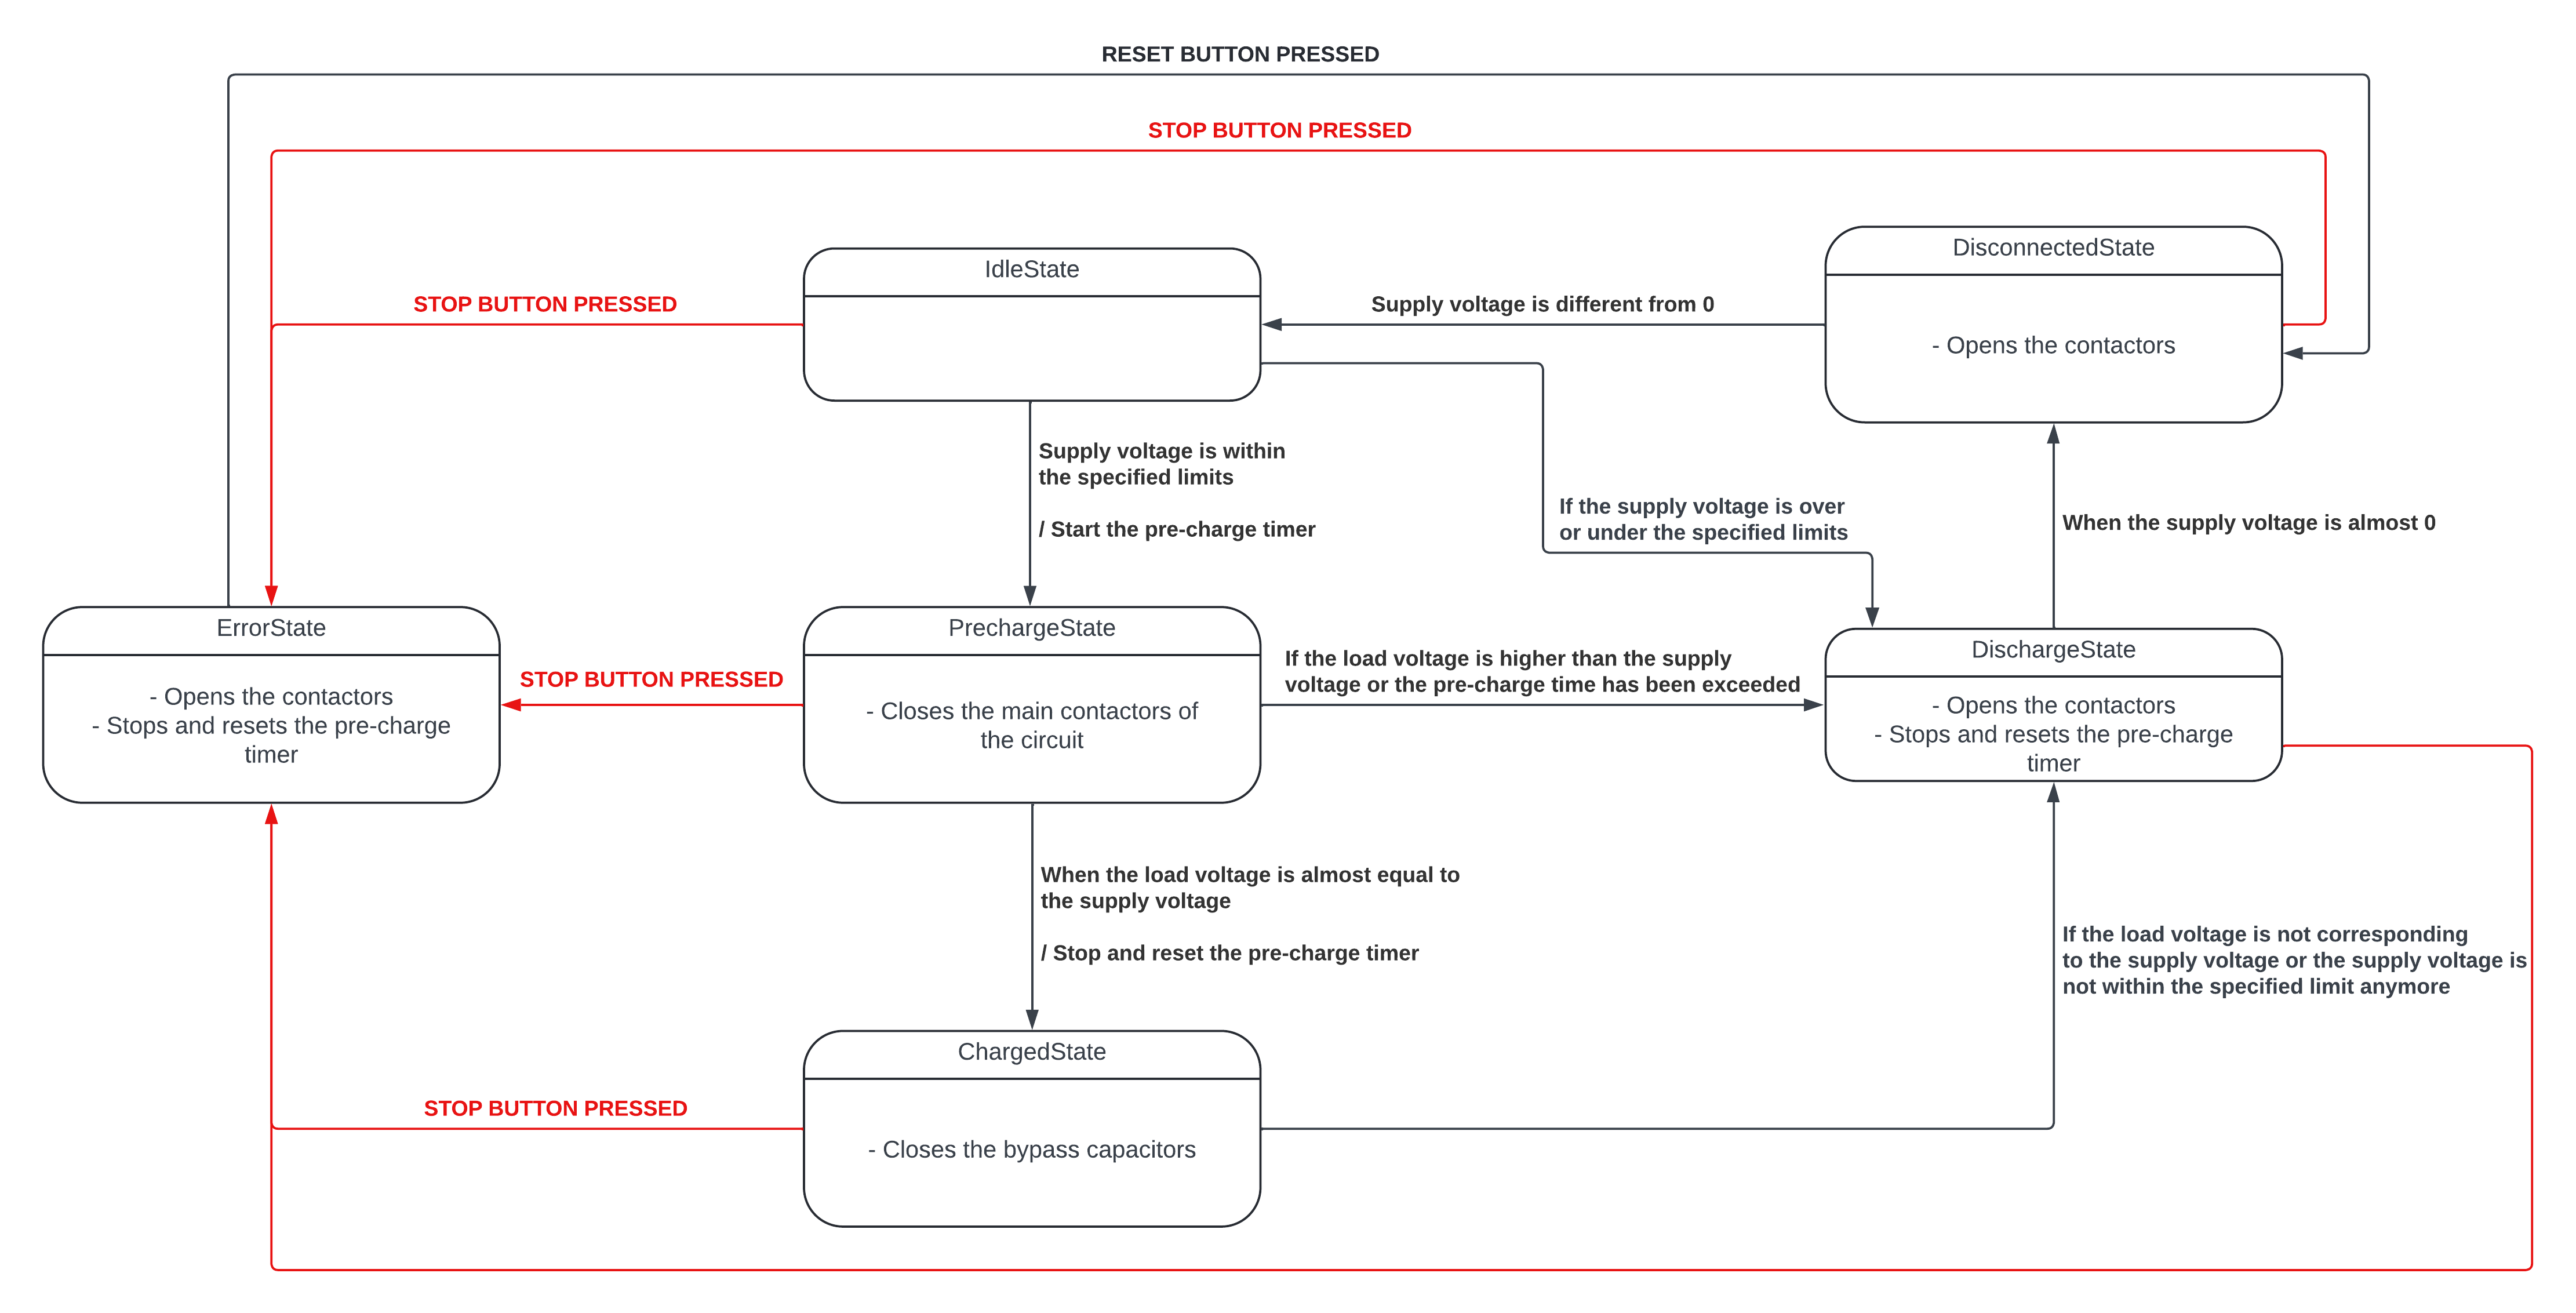 RESET BUTTON PRESSED
STOP BUTTON PRESSED
IdleState
DisconnectedState
- Opens the contactors
STOP BUTTON PRESSED
Supply voltage is different from 0
Supply voltage is within
the specified limits
/ Start the pre-charge timer
If the supply voltage is over
or under the specified limits
When the supply voltage is almost 0
ErrorState
- Opens the contactors
- Stops and resets the pre-charge
timer
STOP BUTTON PRESSED
PrechargeState
- Closes the main contactors of
the circuit
If the load voltage is higher than the supply
voltage or the pre-charge time has been exceeded
DischargeState
- Opens the contactors
- Stops and resets the pre-charge
timer
When the load voltage is almost equal to
the supply voltage
/ Stop and reset the pre-charge timer
If the load voltage is not corresponding
to the supply voltage or the supply voltage is
not within the specified limit anymore
STOP BUTTON PRESSED
ChargedState
- Closes the bypass capacitors